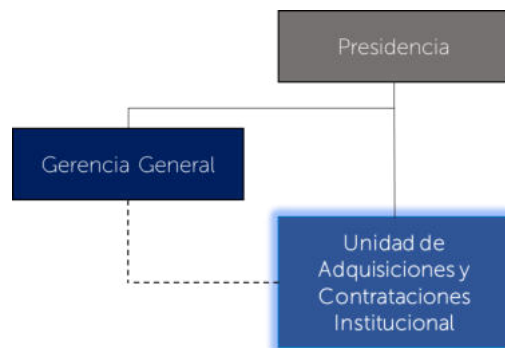 Presidencia
Gerencia General
Unidad de
Adquisiciones y
Contrataciones
Institucional